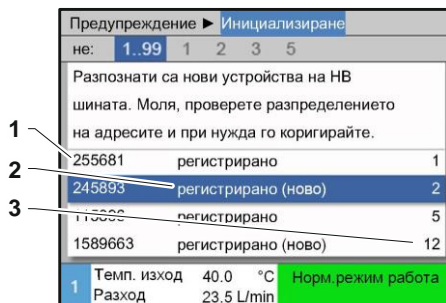 Предупреждение ► Инициализиране
не: 1..99 1 2 3 5
Разпознати са нови устройства на HB
шината. Моля, проверете разпределението
на адресите и при нужда го коригирайте.
1
255681 регистрирано 1
2
245893 регистрирано (ново) 2
3
регистрирано 5
1589663 регистрирано (ново) 12
1 Темп. изход 40.0 °C Норм.режим работа
Разход 23.5 L/min